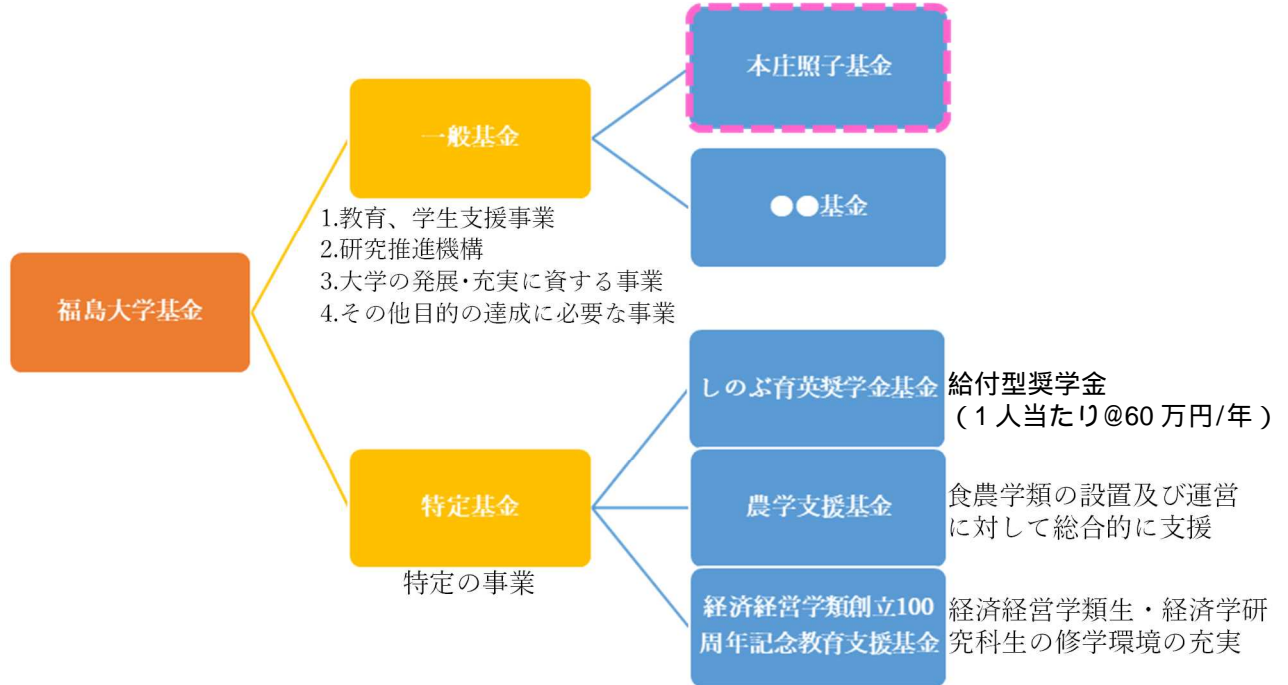 福島大学基金
一般基金
1.教育、学生支援事業
2.研究推進機構
3.大学の発展・充実に資する事業
4.その他目的の達成に必要な事業
本庄照子基金
●●基金
特定基金
特定の事業
しのぶ育英奨学金基金
給付型奨学金
（1人当たり@60万円/年）
農学支援基金
食農学類の設置及び運営
に対して総合的に支援
経済経営学類創立100
周年記念教育支援基金
経済経営学類生・経済学研
究科生の修学環境の充実